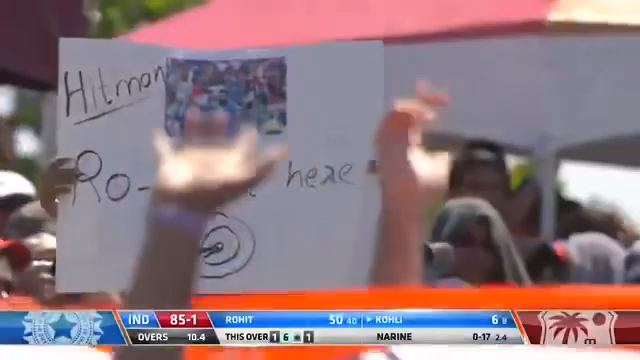 Hitman
Ro-
here
IND 85-1 ROHIT 50 40 KOHLI 6 8
OVERS 10.4 THIS OVER 1 6 1 NARINE 0-17 2.4